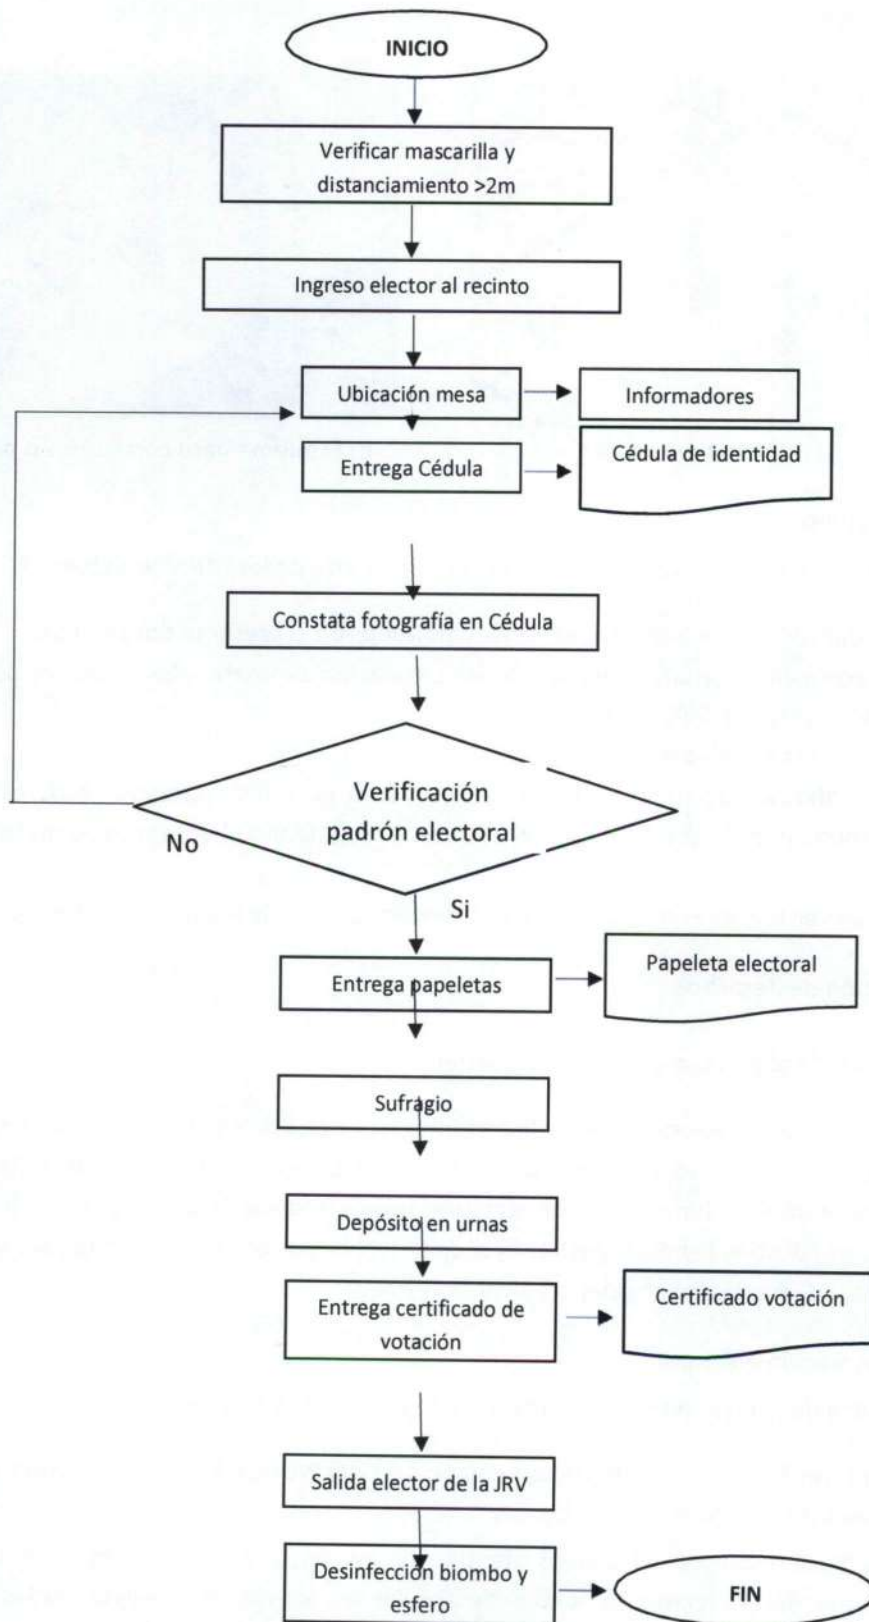 INICIO
Verificar mascarilla y
distanciamiento >2m
Ingreso elector al recinto
Ubicación mesa
Informadores
Entrega Cédula
Cédula de identidad
Constata fotografía en Cédula
Verificación
padrón electoral
No
Si
Entrega papeletas
Papeleta electoral
Sufragio
Depósito en urnas
Entrega certificado de
votación
Certificado votación
Salida elector de la JRV
Desinfección biombo y
esfero
FIN